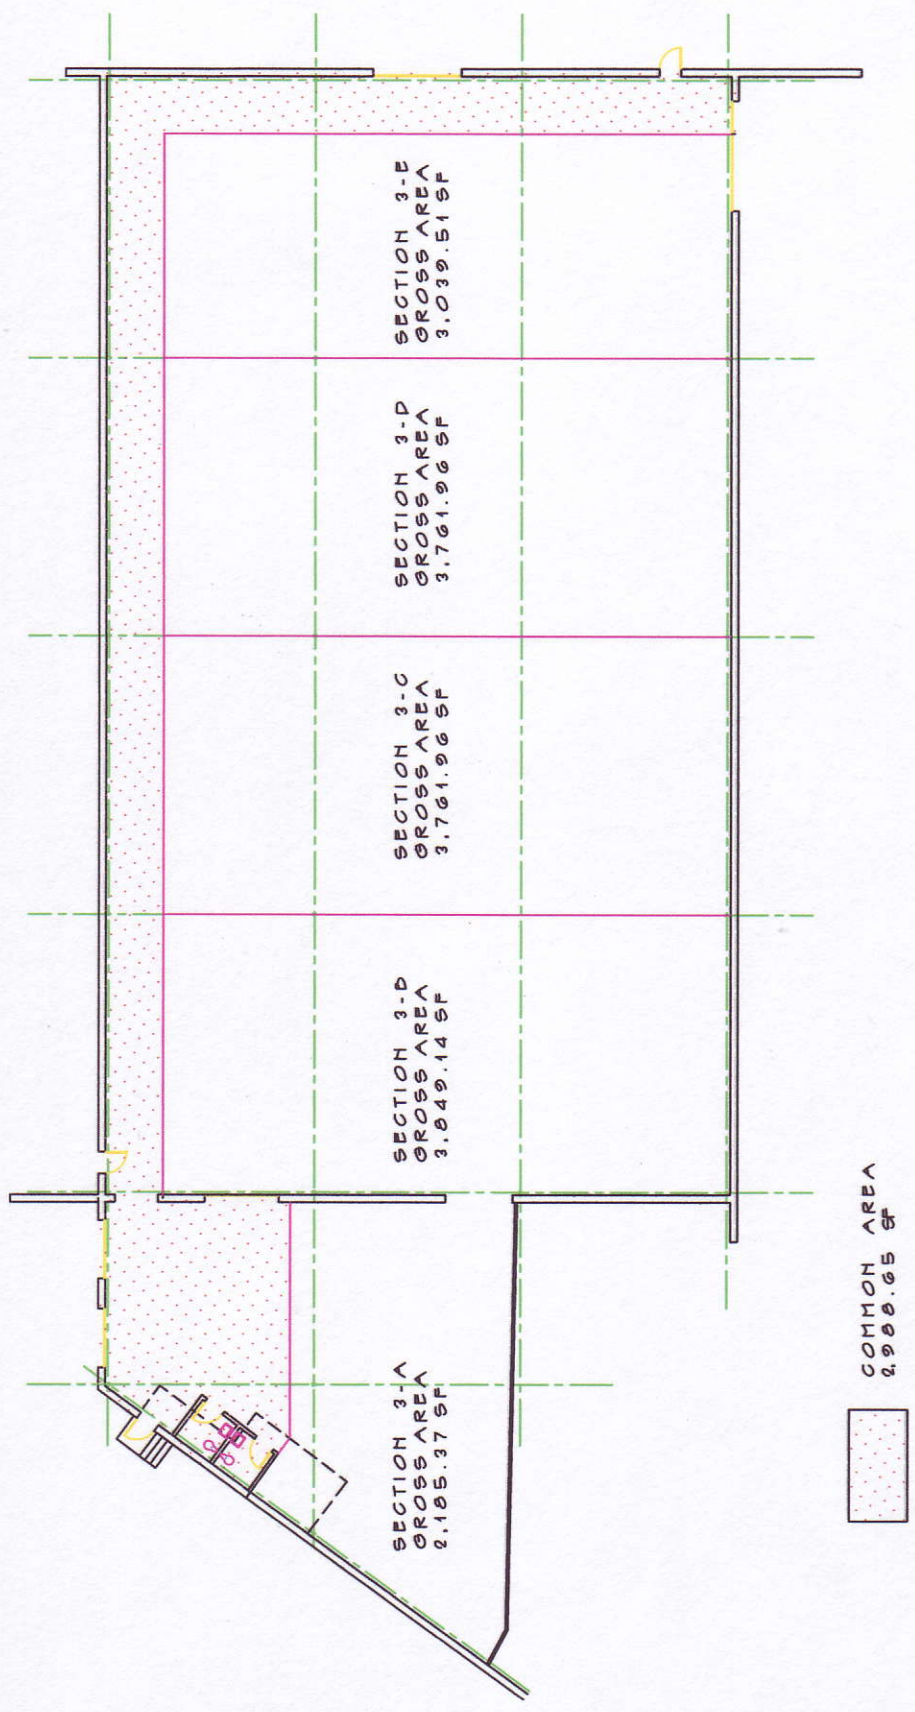 SECTION 3-A
GROSS AREA
2,185.37 SF
SECTION 3-B
GROSS AREA
3,849.14 SF
SECTION 3-C
GROSS AREA
3,761.96 SF
SECTION 3-D
GROSS AREA
3,761.96 SF
SECTION 3-E
GROSS AREA
3,039.51 SF
COMMON AREA
2,988.65 SF